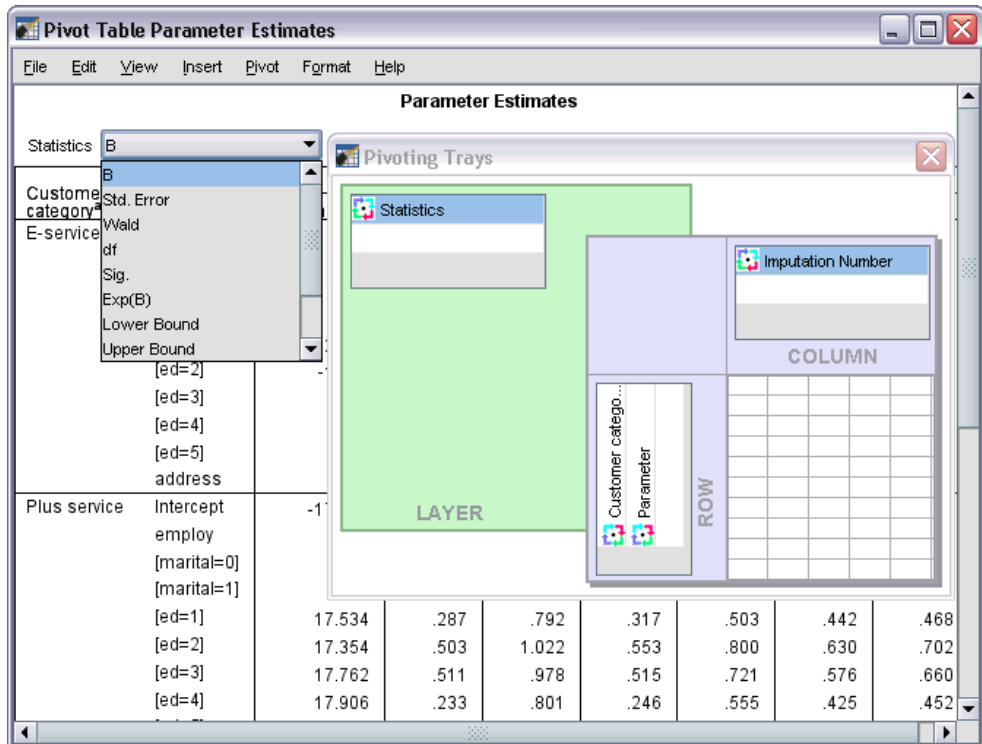 Pivot Table Parameter Estimates
File Edit View Insert Pivot Format Help
Parameter Estimates
Statistics B
B
Std. Error
Wald
df
Sig.
Exp(B)
Lower Bound
Upper Bound
Custome
categorya
E-service
[ed=2]
[ed=3]
[ed=4]
[ed=5]
address
Pivoting Trays
Statistics
LAYER
Imputation Number
COLUMN
Customer catego...
Parameter
ROW
Plus service Intercept -1
employ
[marital=0]
[marital=1]
[ed=1] 17.534 .287 .792 .317 .503 .442 .468
[ed=2] 17.354 .503 1.022 .553 .800 .630 .702
[ed=3] 17.762 .511 .978 .515 .721 .576 .660
[ed=4] 17.906 .233 .801 .246 .555 .425 .452